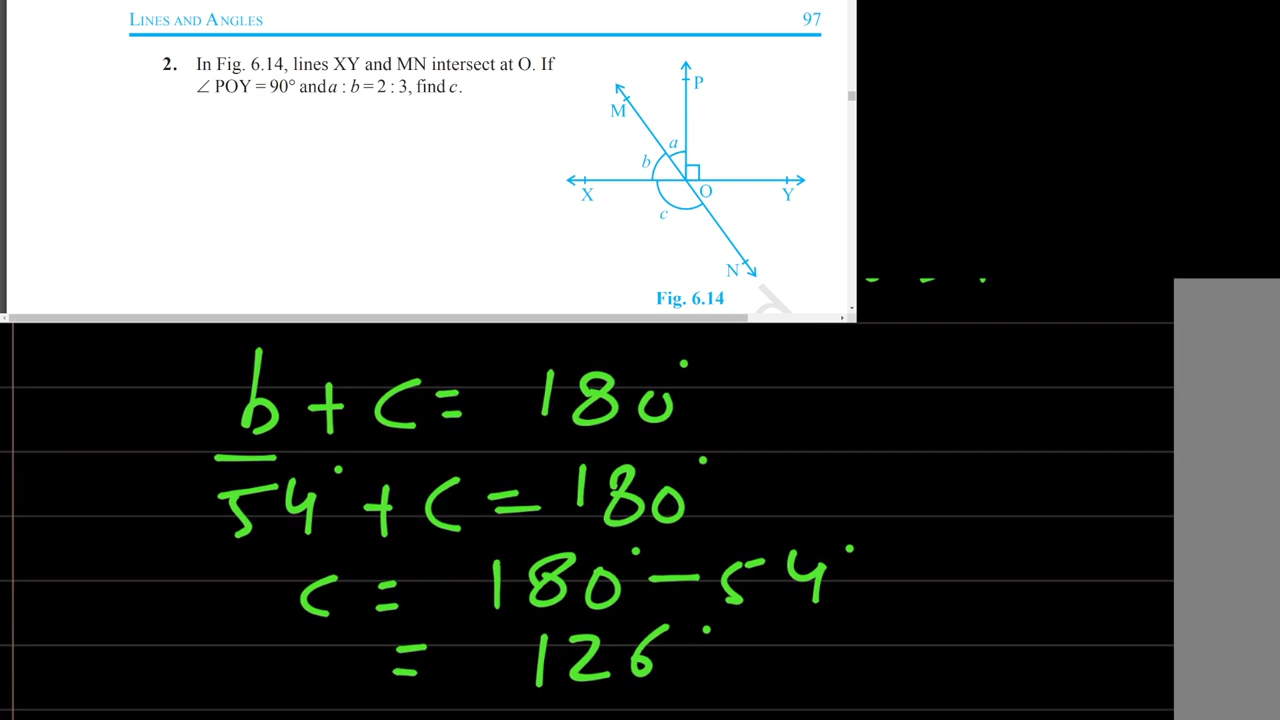 LINES AND ANGLES 97
2. In Fig. 6.14, lines XY and MN intersect at O. If
∠ POY = 90° and a : b = 2 : 3, find c.
P
M
a
b
O
X
Y
c
N
Fig. 6.14
b + c = 180°
54° + c = 180°
c = 180° - 54°
= 126°